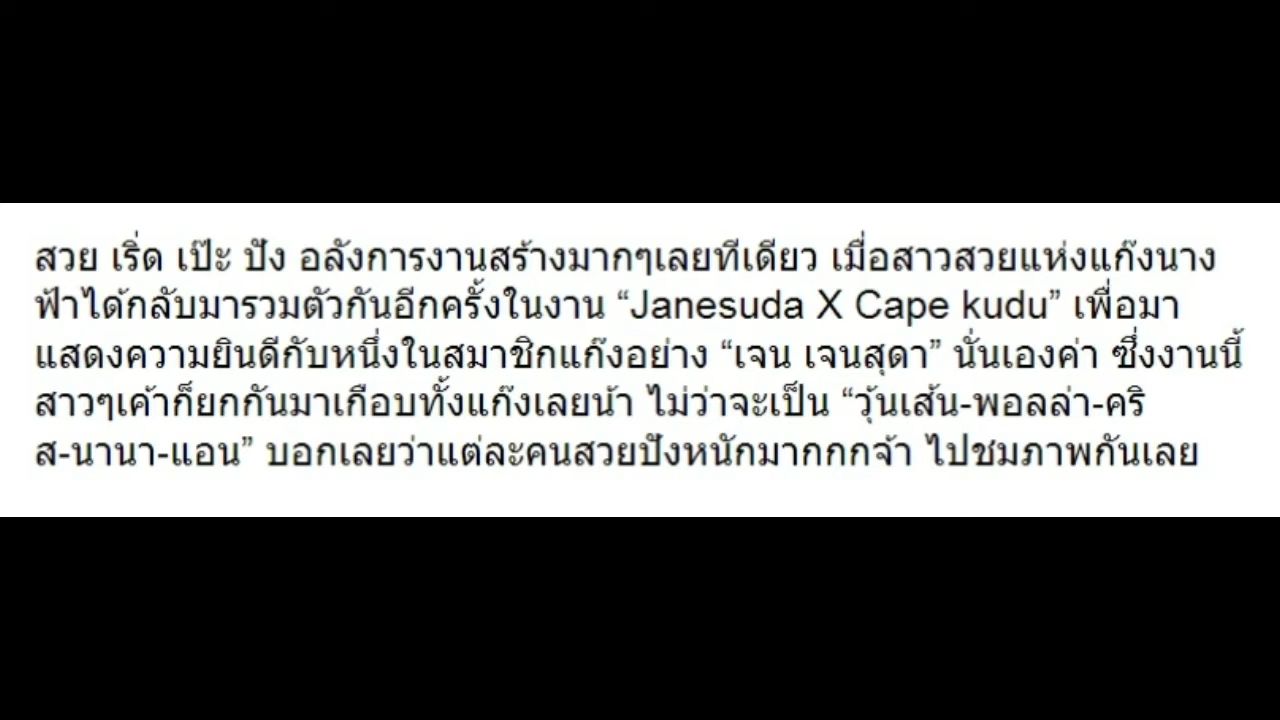 สวย เริ่ด เป๊ะ ปัง อลังการงานสร้างมากๆเลยทีเดียว เมื่อสาวสวยแห่งแก๊งนาง
ฟ้าได้กลับมารวมตัวกันอีกครั้งในงาน “Janesuda X Cape kudu” เพื่อมา
แสดงความยินดีกับหนึ่งในสมาชิกแก๊งอย่าง “เจน เจนสุดา” นั่นเองค่า ซึ่งงานนี้
สาวๆเค้าก็ยกกันมาเกือบทั้งแก๊งเลยน้า ไม่ว่าจะเป็น “วุ้นเส้น-พอลล่า-คริ
ส-นานา-แอน” บอกเลยว่าแต่ละคนสวยปังหนักมากกกจ้า ไปชมภาพกันเลย